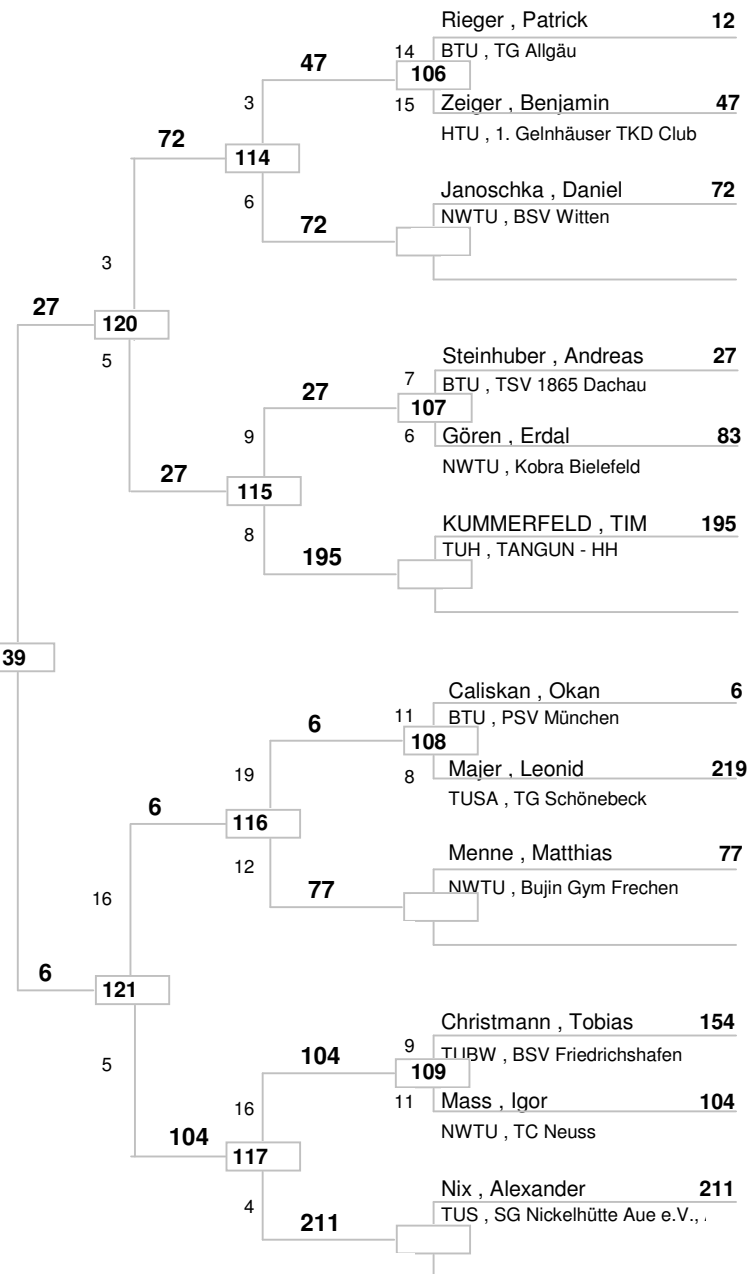 Rieger , Patrick 12
14 BTU , TG Allgäu
47 106
15 Zeiger , Benjamin 47
HTU , 1. Gelnhäuser TKD Club
3
72 114
6
Janoschka , Daniel 72
72 NWTU , BSV Witten
3
27 120
5
Steinhuber , Andreas 27
7 BTU , TSV 1865 Dachau
27 107
6 Gören , Erdal 83
NWTU , Kobra Bielefeld
9
27 115
8
KUMMERFELD , TIM 195
195 TUH , TANGUN - HH
39
Caliskan , Okan 6
11 BTU , PSV München
6 108
8 Majer , Leonid 219
TUSA , TG Schönebeck
19
6 116
12
Menne , Matthias 77
77 NWTU , Bujin Gym Frechen
16
6 121
5
Christmann , Tobias 154
9 TUBW , BSV Friedrichshafen
104 109
11 Mass , Igor 104
NWTU , TC Neuss
16
104 117
4
Nix , Alexander 211
211 TUS , SG Nickelhütte Aue e.V.,